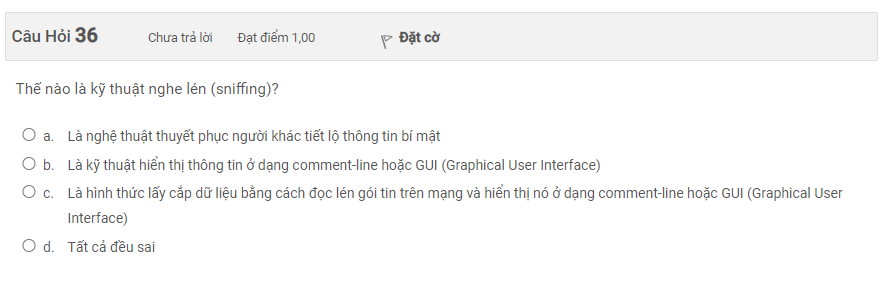 Câu Hỏi 36 Chưa trả lời Đạt điểm 1,00 Đặt cờ
Thế nào là kỹ thuật nghe lén (sniffing)?
a. Là nghệ thuật thuyết phục người khác tiết lộ thông tin bí mật
b. Là kỹ thuật hiển thị thông tin ở dạng comment-line hoặc GUI (Graphical User Interface)
c. Là hình thức lấy cắp dữ liệu bằng cách đọc lén gói tin trên mạng và hiển thị nó ở dạng comment-line hoặc GUI (Graphical User
Interface)
d. Tất cả đều sai